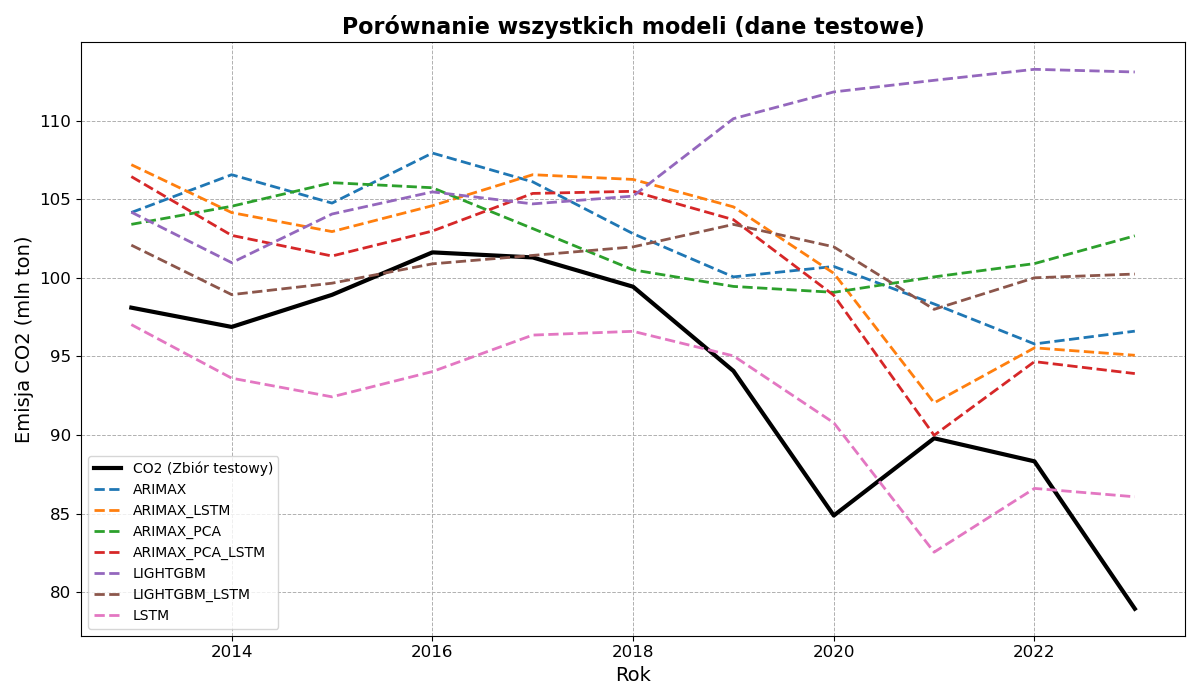 Porównanie wszystkich modeli (dane testowe)
Emisja CO2 (mln ton)
110
105
100
95
90
85
80
CO2 (Zbiór testowy)
ARIMAX
ARIMAX_LSTM
ARIMAX_PCA
ARIMAX_PCA_LSTM
LIGHTGBM
LIGHTGBM_LSTM
LSTM
2014 2016 2018 2020 2022
Rok